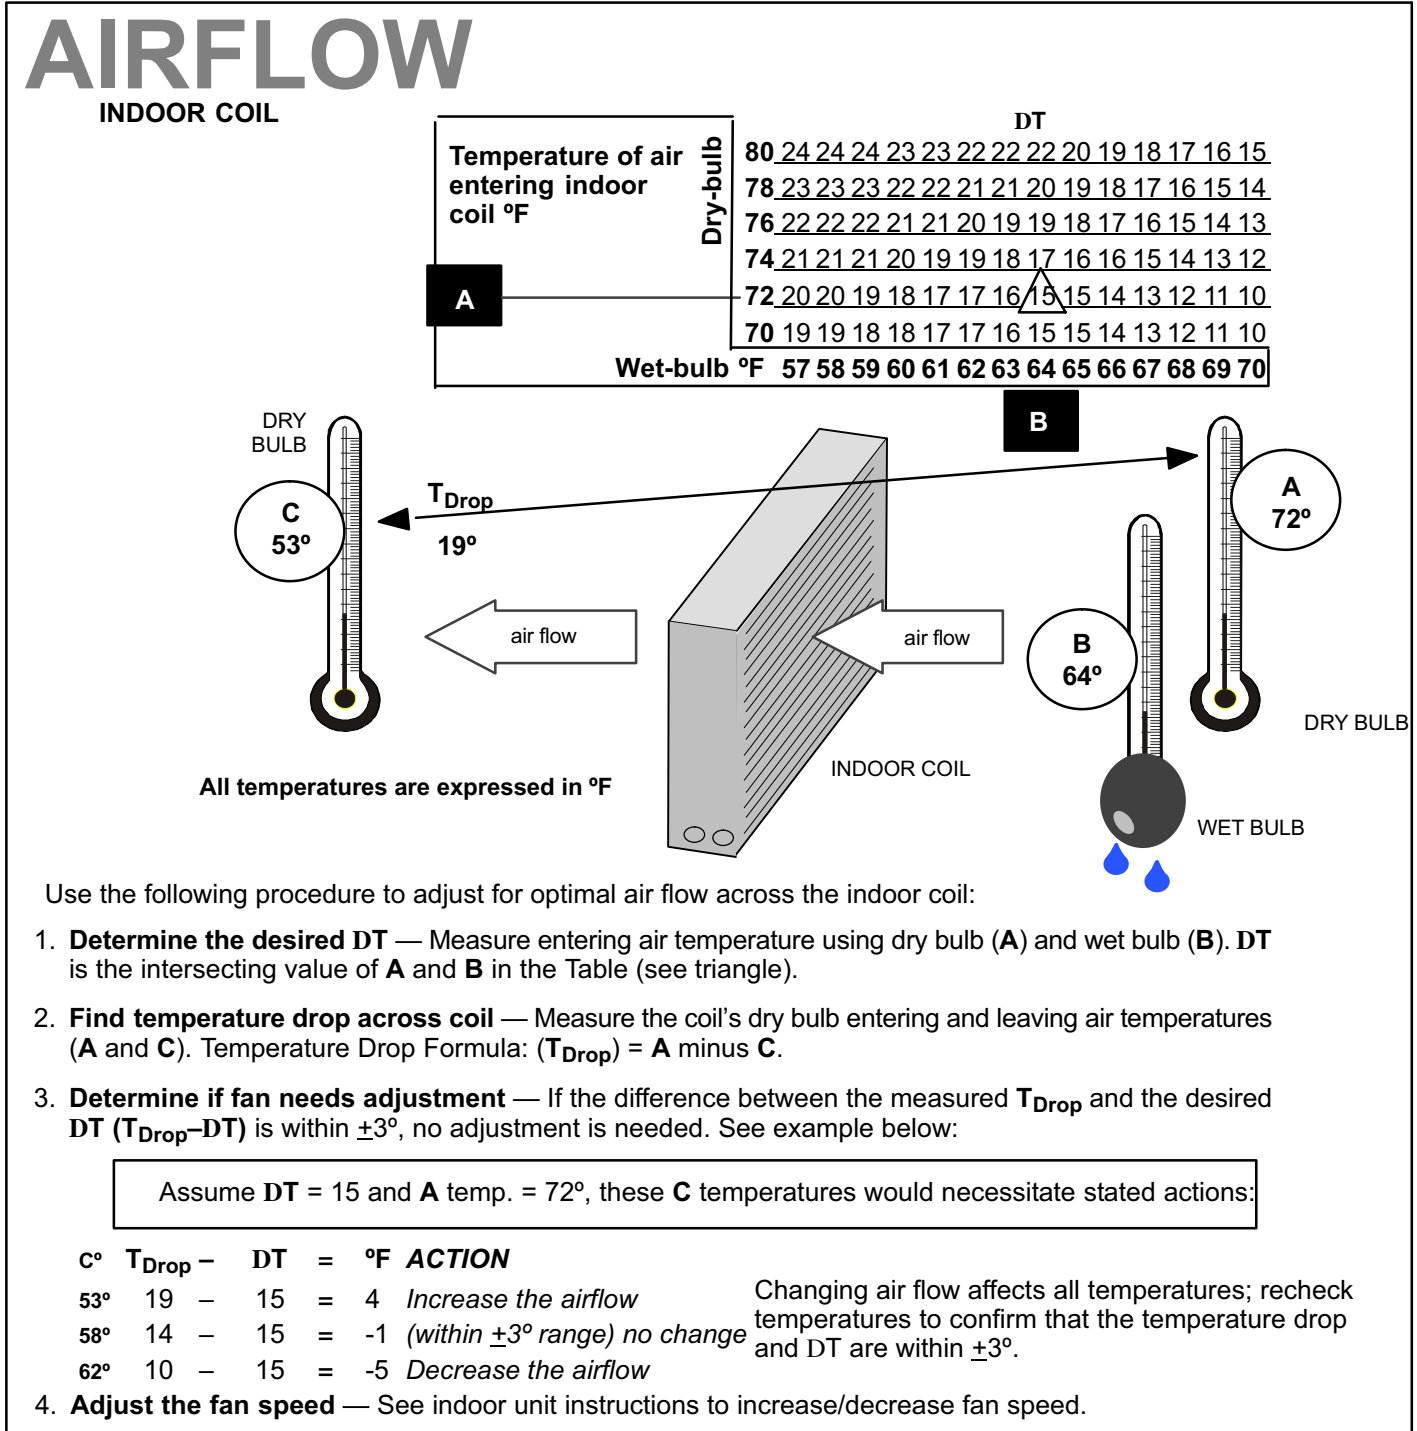 AIRFLOW
INDOOR COIL
DT
Temperature of air
entering indoor
coil ºF
Dry-bulb
80 24 24 24 23 23 22 22 22 20 19 18 17 16 15
78 23 23 23 22 22 21 21 20 19 18 17 16 15 14
76 22 22 22 21 21 20 19 19 18 17 16 15 14 13
74 21 21 21 20 19 19 18 17 16 16 15 14 13 12
A
72 20 20 19 18 17 17 16 15 15 14 13 12 11 10
70 19 19 18 18 17 17 16 15 15 14 13 12 11 10
Wet-bulb ºF 57 58 59 60 61 62 63 64 65 66 67 68 69 70
B
DRY
BULB
C
53º
TDrop
19º
A
72º
air flow
air flow
B
64º
DRY BULB
INDOOR COIL
All temperatures are expressed in ºF
WET BULB
Use the following procedure to adjust for optimal air flow across the indoor coil:
1. Determine the desired DT — Measure entering air temperature using dry bulb (A) and wet bulb (B). DT
is the intersecting value of A and B in the Table (see triangle).
2. Find temperature drop across coil — Measure the coil's dry bulb entering and leaving air temperatures
(A and C). Temperature Drop Formula: (TDrop) = A minus C.
3. Determine if fan needs adjustment — If the difference between the measured TDrop and the desired
DT (TDrop–DT) is within ±3º, no adjustment is needed. See example below:
Assume DT = 15 and A temp. = 72º, these C temperatures would necessitate stated actions:
Cº TDrop – DT = ºF ACTION
53º 19 – 15 = 4 Increase the airflow
58º 14 – 15 = -1 (within ±3º range) no change
62º 10 – 15 = -5 Decrease the airflow
Changing air flow affects all temperatures; recheck
temperatures to confirm that the temperature drop
and DT are within ±3º.
4. Adjust the fan speed — See indoor unit instructions to increase/decrease fan speed.